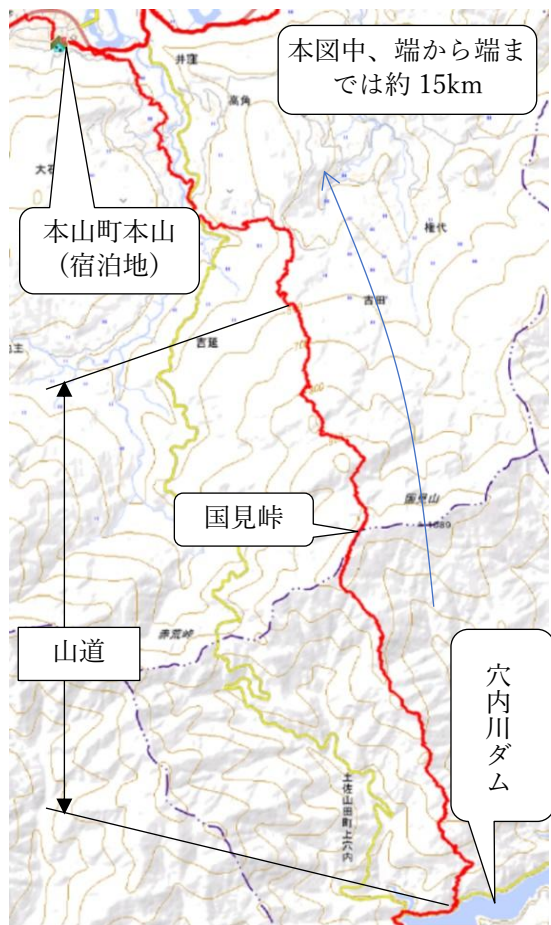 本図中、端から端ま
では約 15km
井窪
高角
大石
本山町本山
(宿泊地)
権代
吉田
吉延
国見峠
国見山
1089
赤荒峠
山道
穴内川ダム
土佐山田町上穴内